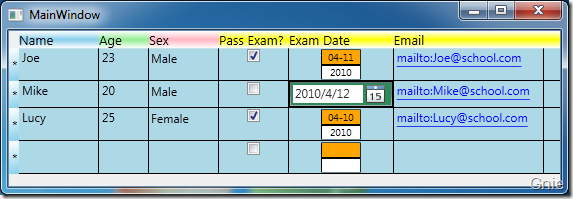 MainWindow
Name Age Sex Pass Exam? Exam Date Email
* Joe 23 Male 04-11 2010 mailto:Joe@school.com
* Mike 20 Male 2010/4/12 15 mailto:Mike@school.com
* Lucy 25 Female 04-10 2010 mailto:Lucy@school.com
*
Gnie